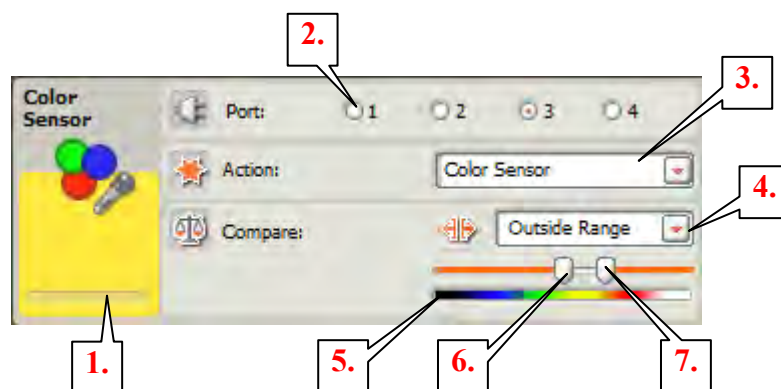 2.
3.
Color
Sensor
Port: 1 2 3 4
Action: Color Sensor
4.
Compare: Outside Range
1.
5.
6.
7.